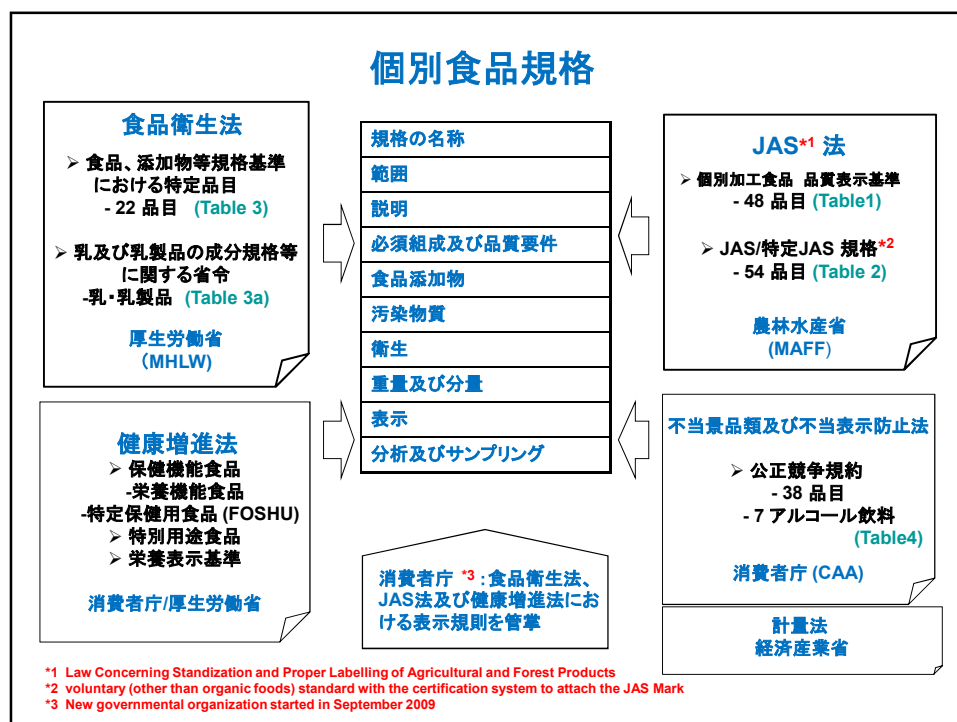 個別食品規格
食品衛生法
➢ 食品、添加物等規格基準
における特定品目
- 22 品目 (Table 3)
➢ 乳及び乳製品の成分規格等
に関する省令
-乳・乳製品 (Table 3a)
厚生労働省
(MHLW)
健康増進法
➢ 保健機能食品
-栄養機能食品
-特定保健用食品 (FOSHU)
➢ 特別用途食品
➢ 栄養表示基準
消費者庁/厚生労働省
規格の名称
範囲
説明
必須組成及び品質要件
食品添加物
汚染物質
衛生
重量及び分量
表示
分析及びサンプリング
消費者庁 *3 :食品衛生法、
JAS法及び健康増進法にお
ける表示規則を管掌
JAS*1 法
➢ 個別加工食品 品質表示基準
- 48 品目 (Table1)
➢ JAS/特定JAS 規格*2
- 54 品目 (Table 2)
農林水産省
(MAFF)
不当景品類及び不当表示防止法
➢ 公正競争規約
- 38 品目
- 7 アルコール飲料
(Table4)
消費者庁 (CAA)
計量法
経済産業省
*1 Law Concerning Standization and Proper Labelling of Agricultural and Forest Products
*2 voluntary (other than organic foods) standard with the certification system to attach the JAS Mark
*3 New governmental organization started in September 2009